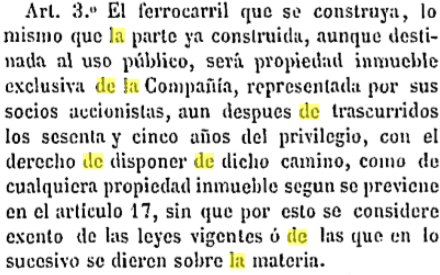 Art. 3.º El ferrocarril que se construya, lo
mismo que la parte ya construida, aunque desti-
nada al uso público, será propiedad inmueble
exclusiva de la Compañía, representada por sus
socios accionistas, aun despues de trascurridos
los sesenta y cinco años del privilegio, con el
derecho de disponer de dicho camino, como de
cualquiera propiedad inmueble segun se previene
en el artículo 17, sin que por esto se considere
exento de las leyes vigentes ó de las que en lo
sucesivo se dieren sobre la materia.